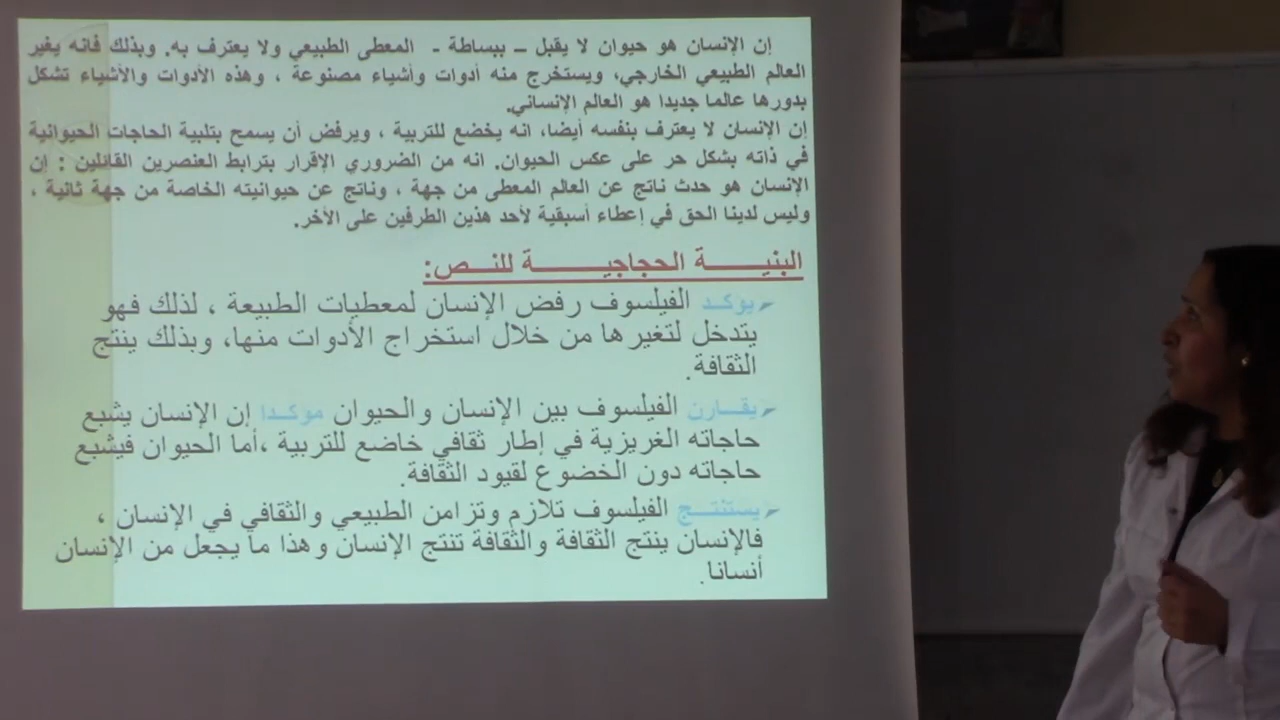 إن الإنسان هو حيوان لا يقبل – ببساطة - المعطى الطبيعي ولا يعترف به. وبذلك فانه يغير
العالم الطبيعي الخارجي، ويستخرج منه أدوات وأشياء مصنوعة ، وهذه الأدوات والأشياء تشكل
بدورها عالما جديدا هو العالم الإنساني.
إن الإنسان لا يعترف بنفسه أيضا، انه يخضع للتربية ، ويرفض أن يسمح بتلبية الحاجات الحيوانية
في ذاته بشكل حر على عكس الحيوان. انه من الضروري الإقرار بترابط العنصرين القائلين : إن
الإنسان هو حدث ناتج عن العالم المعطى من جهة ، وناتج عن حيوانيته الخاصة من جهة ثانية ،
وليس لدينا الحق في إعطاء أسبقية لأحد هذين الطرفين على الأخر.
البنيـــة الحجاجيـــــة للنــص:
يؤكـد الفيلسوف رفض الإنسان لمعطيات الطبيعة ، لذلك فهو
يتدخل لتغيرها من خلال استخراج الأدوات منها، وبذلك ينتج
الثقافة.
يقـارن الفيلسوف بين الإنسان والحيوان مؤكـدا إن الإنسان يشبع
حاجاته الغريزية في إطار ثقافي خاضع للتربية ،أما الحيوان فيشبع
حاجاته دون الخضوع لقيود الثقافة.
يستنتـج الفيلسوف تلازم وتزامن الطبيعي والثقافي في الإنسان ،
فالإنسان ينتج الثقافة والثقافة تنتج الإنسان وهذا ما يجعل من الإنسان
أنسانا.